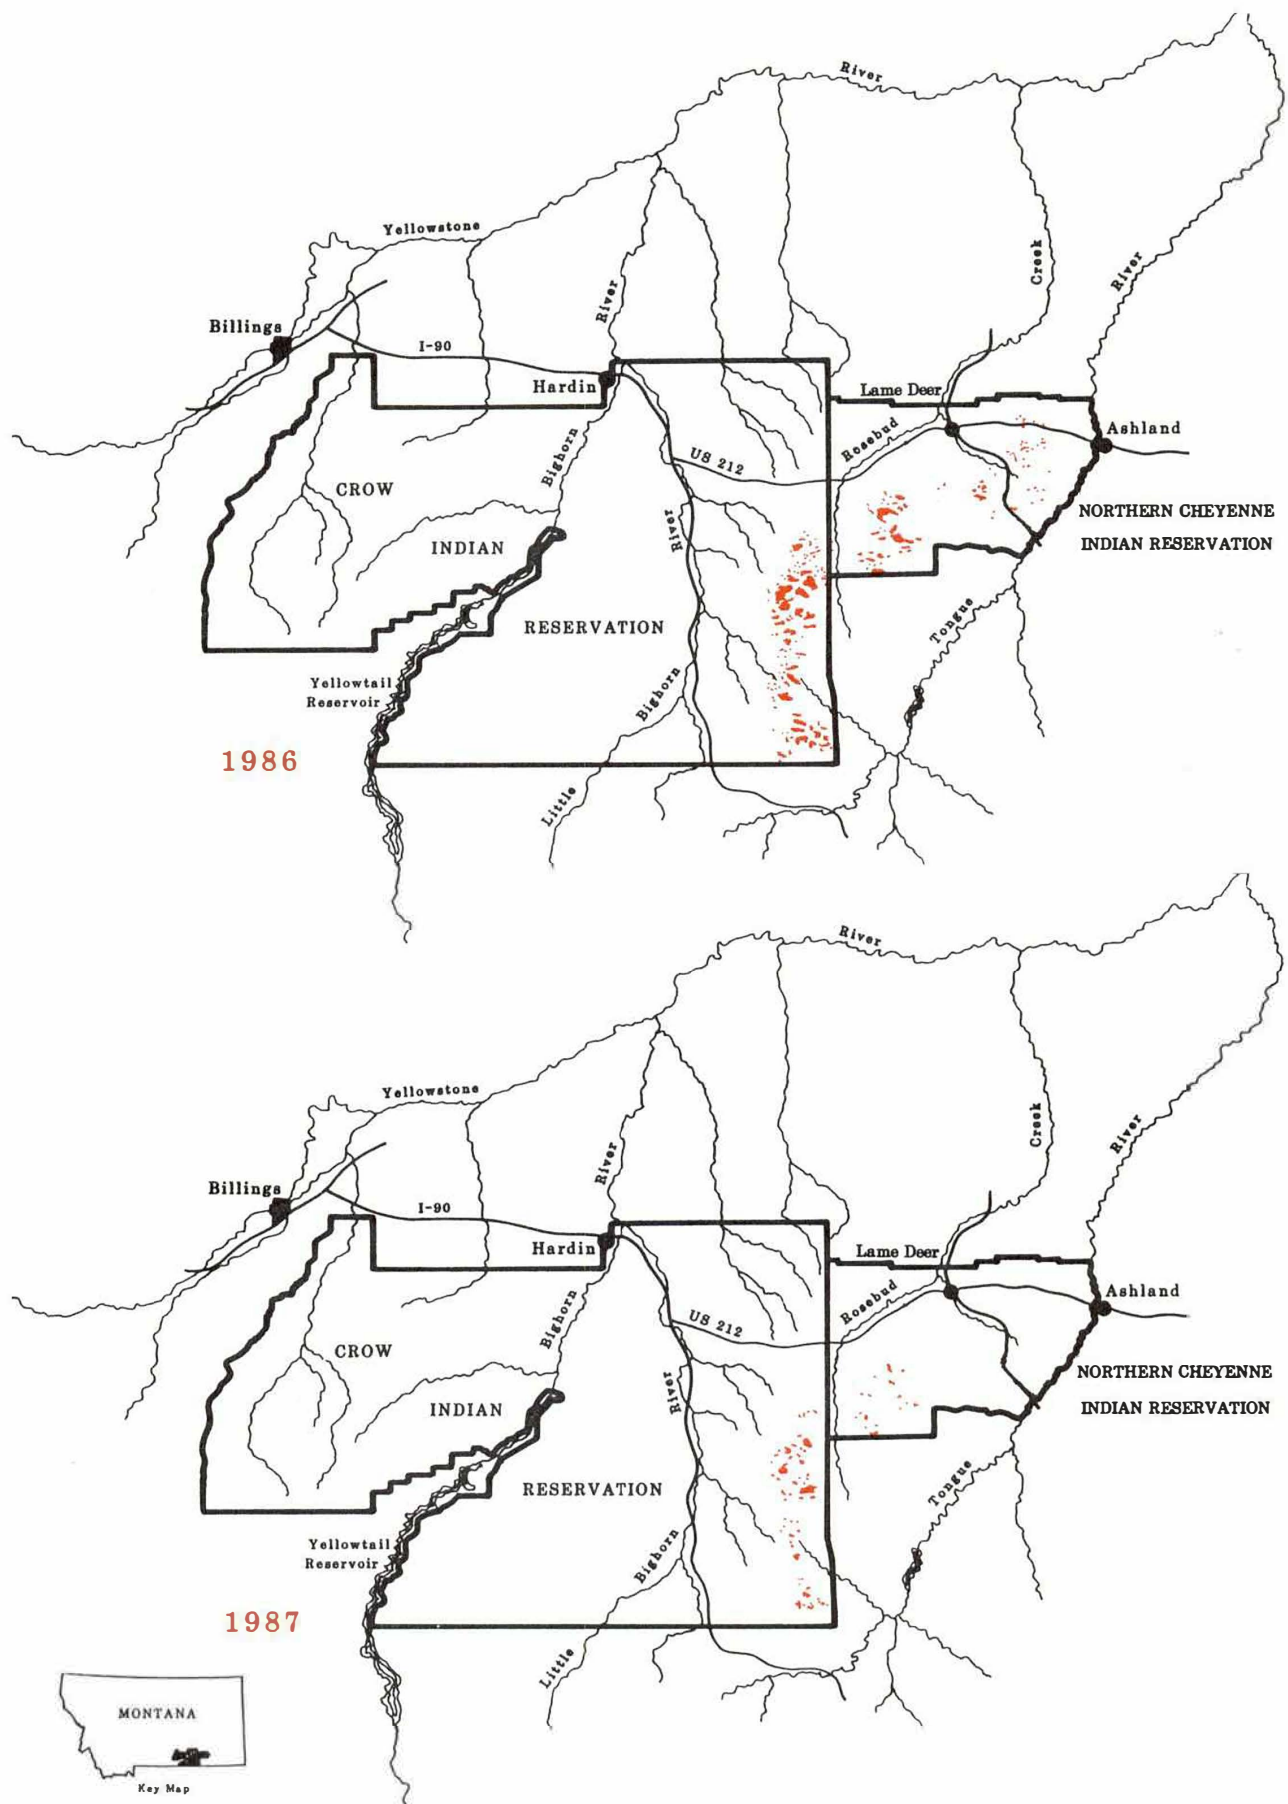 River
Yellowstone
River
Creek
River
Billings
I-90
Hardin
Lame Deer
Rosebud
Ashland
US 212
Bighorn
CROW
River
NORTHERN CHEYENNE
INDIAN RESERVATION
INDIAN
RESERVATION
Tongue
Yellowtail
Reservoir
Bighorn
1986
Little
River
Yellowstone
River
Creek
River
Billings
I-90
Hardin
Lame Deer
Rosebud
Ashland
US 212
Bighorn
CROW
River
NORTHERN CHEYENNE
INDIAN RESERVATION
INDIAN
RESERVATION
Tongue
Yellowtail
Reservoir
Bighorn
1987
Little
MONTANA
Key Map